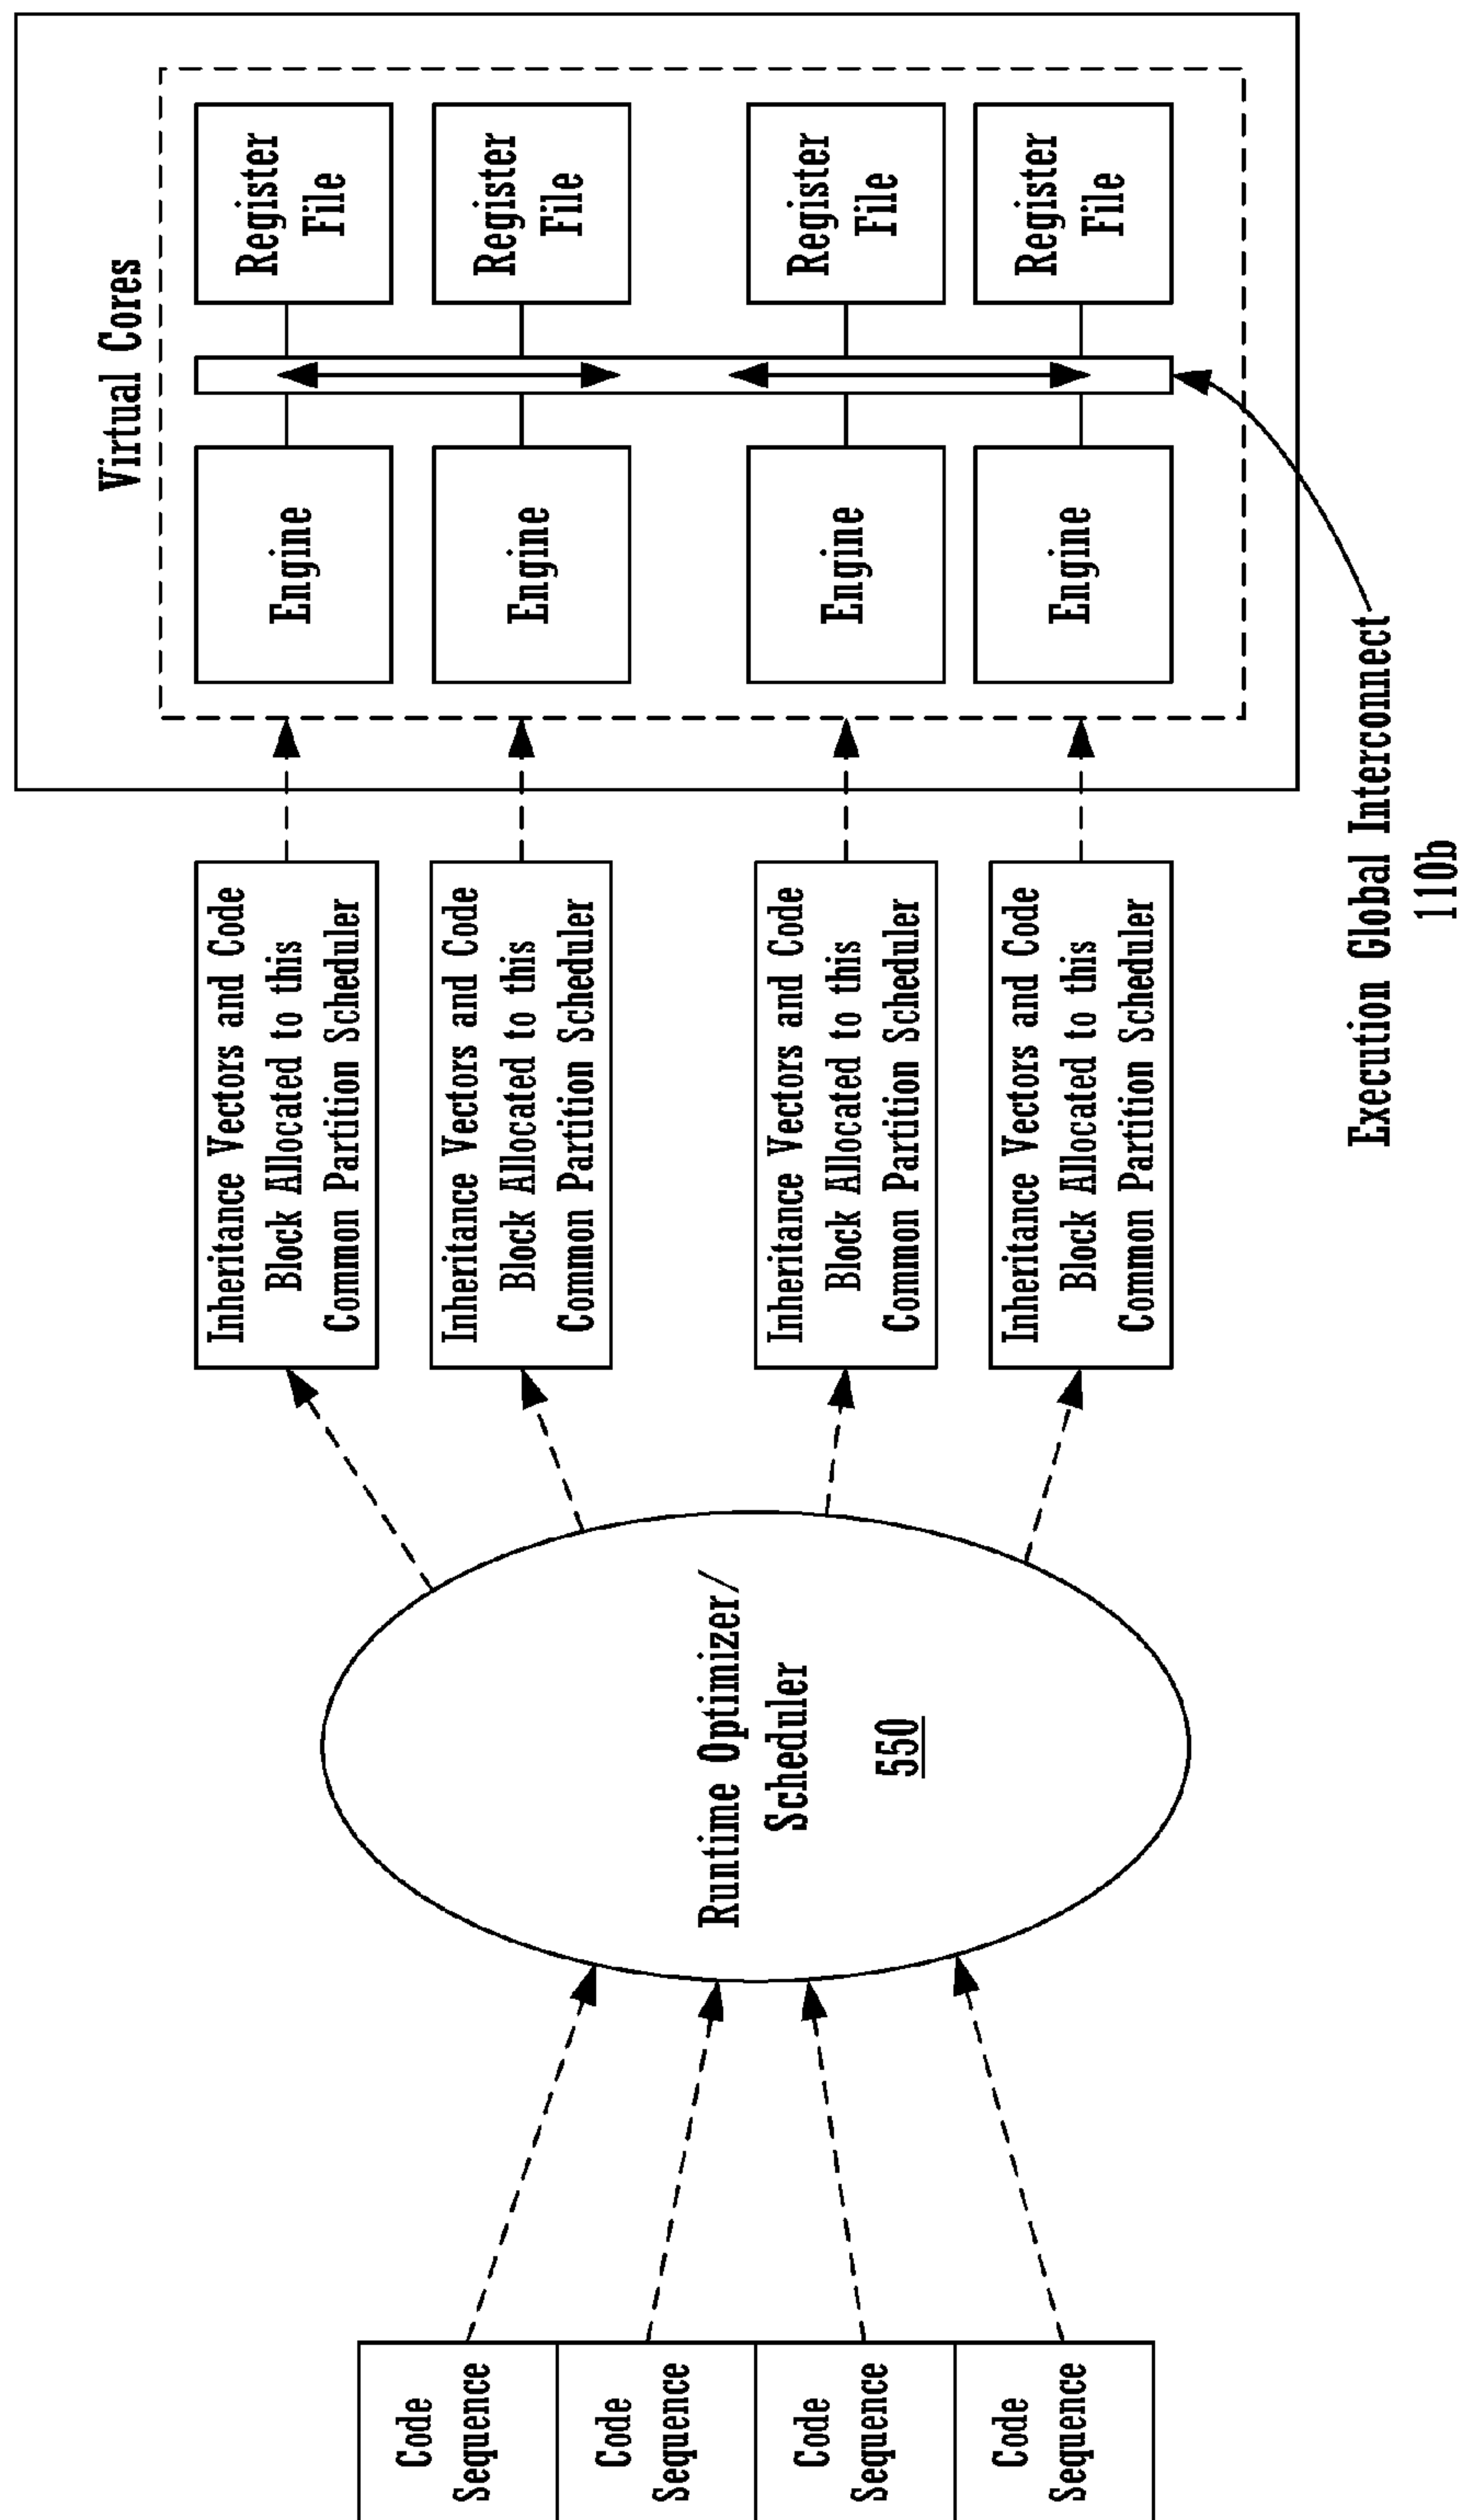 Code
Sequence
Code
Sequence
Code
Sequence
Code
Sequence
Runtime Optimizer/
Scheduler
550
Inheritance Vectors and Code
Block Allocated to this
Common Partition Scheduler
Inheritance Vectors and Code
Block Allocated to this
Common Partition Scheduler
Inheritance Vectors and Code
Block Allocated to this
Common Partition Scheduler
Inheritance Vectors and Code
Block Allocated to this
Common Partition Scheduler
Virtual Cores
Engine
Register
File
Engine
Register
File
Engine
Register
File
Engine
Register
File
Execution Global Interconnect
110b